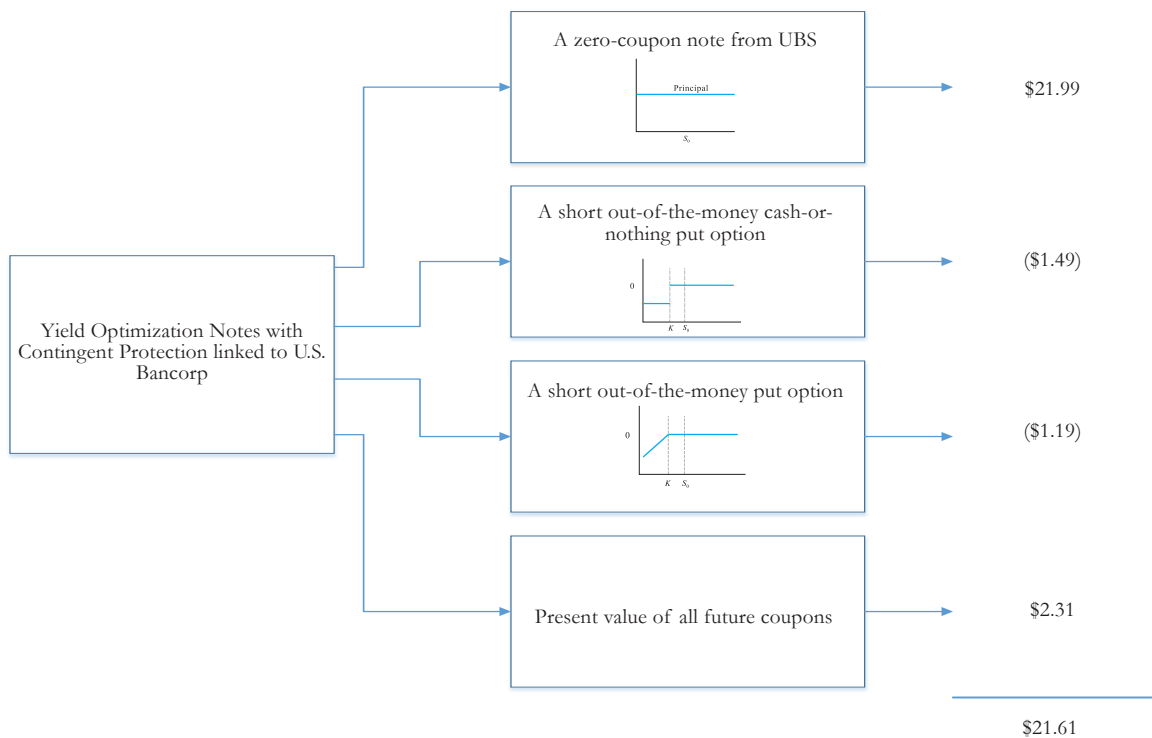 A zero-coupon note from UBS
Principal
S₀
$21.99
A short out-of-the-money cash-or-
nothing put option
0
K S₀
($1.49)
Yield Optimization Notes with
Contingent Protection linked to U.S.
Bancorp
A short out-of-the-money put option
0
K S₀
($1.19)
Present value of all future coupons
$2.31
$21.61